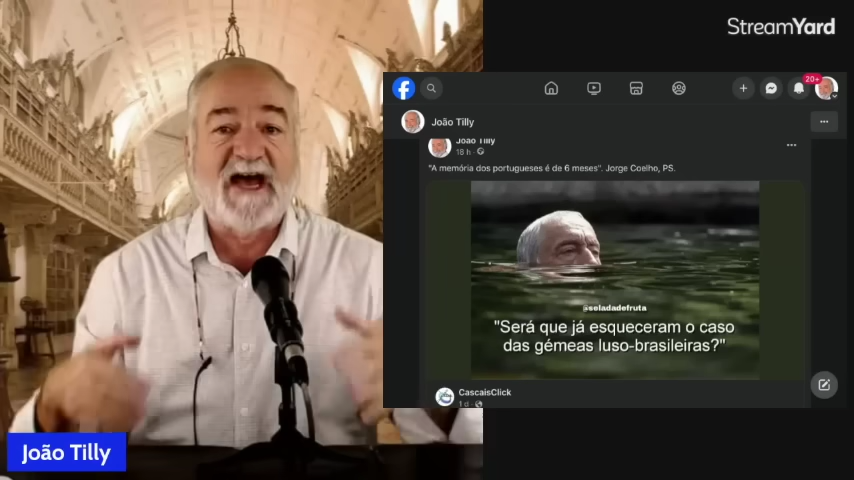 StreamYard
20+
João Tilly
João Tilly
18 h
"A memória dos portugueses é de 6 meses". Jorge Coelho, PS.
@seladadefruta
"Será que já esqueceram o caso
das gémeas luso-brasileiras?"
CascaisClick
1 d
João Tilly